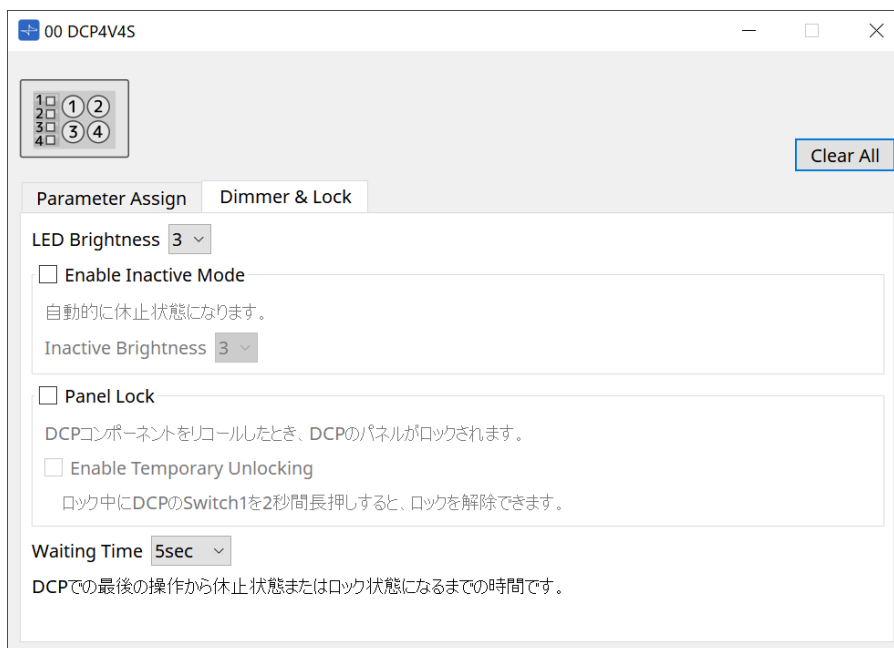 00 DCP4V4S
1 1 2
2
3 3 4
4
Clear All
Parameter Assign Dimmer & Lock
LED Brightness 3
Enable Inactive Mode
自動的に休止状態になります。
Inactive Brightness 3
Panel Lock
DCPコンポーネントをリコールしたとき、DCPのパネルがロックされます。
Enable Temporary Unlocking
ロック中にDCPのSwitch1を2秒間長押しすると、ロックを解除できます。
Waiting Time 5sec
DCPでの最後の操作から休止状態またはロック状態になるまでの時間です。